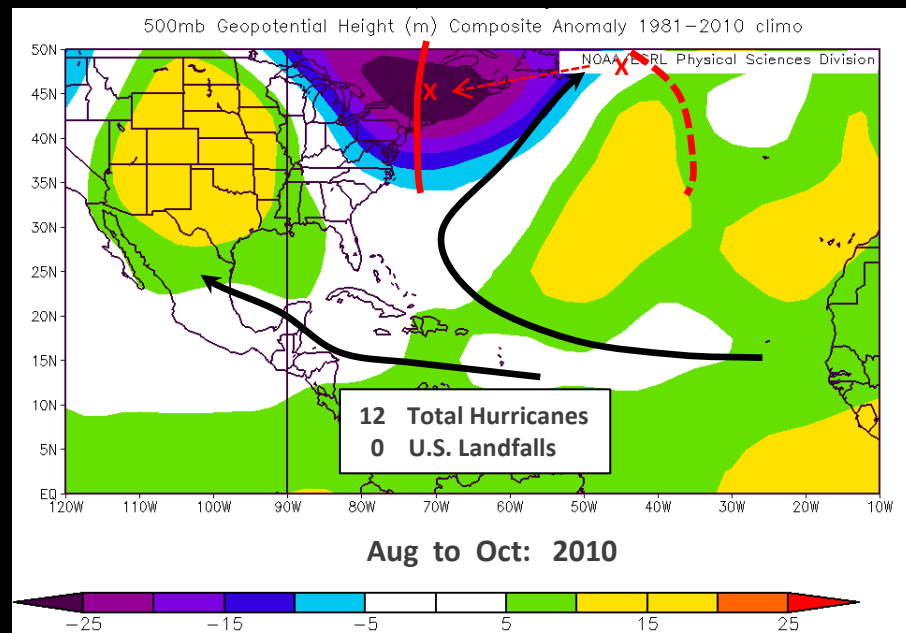 500mb Geopotential Height (m) Composite Anomaly 1981-2010 climo
NOAA/ESRL Physical Sciences Division
50N
45N
40N
35N
30N
25N
20N
15N
10N
5N
EQ
X
X
12 Total Hurricanes
0 U.S. Landfalls
120W 110W 100W 90W 80W 70W 60W 50W 40W 30W 20W 10W
Aug to Oct: 2010
-25 -15 -5 5 15 25